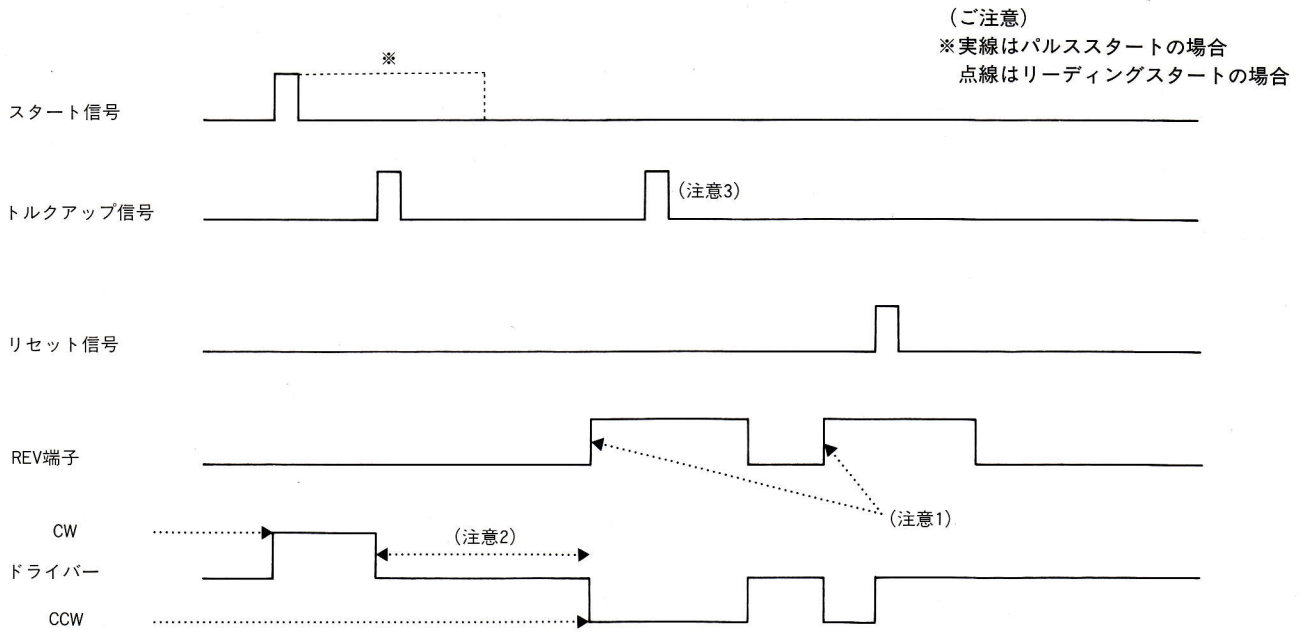 (ご注意)
※実線はパルススタートの場合
点線はリーディングスタートの場合
※
スタート信号
トルクアップ信号
(注意3)
リセット信号
REV端子
(注意1)
CW
(注意2)
ドライバー
CCW